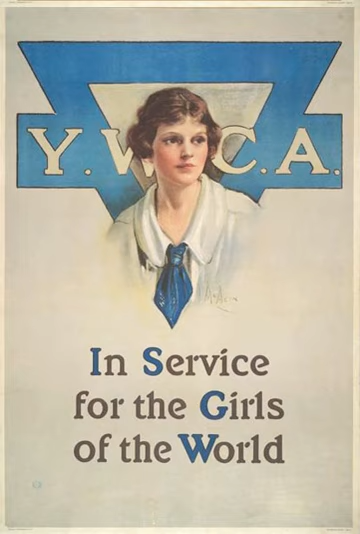 Y.W.C.A.
In Service
for the Girls
of the World